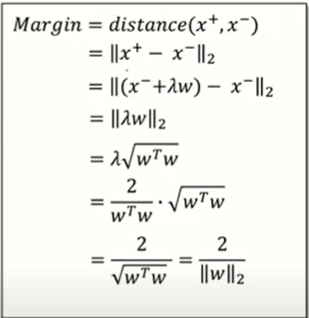 Margin = distance(x⁺, x⁻)
= ‖x⁺ − x⁻‖₂
= ‖(x⁻+λw) − x⁻‖₂
= ‖λw‖₂
= λ√(wᵀw)
= 2/(wᵀw) · √(wᵀw)
= 2/√(wᵀw) = 2/‖w‖₂